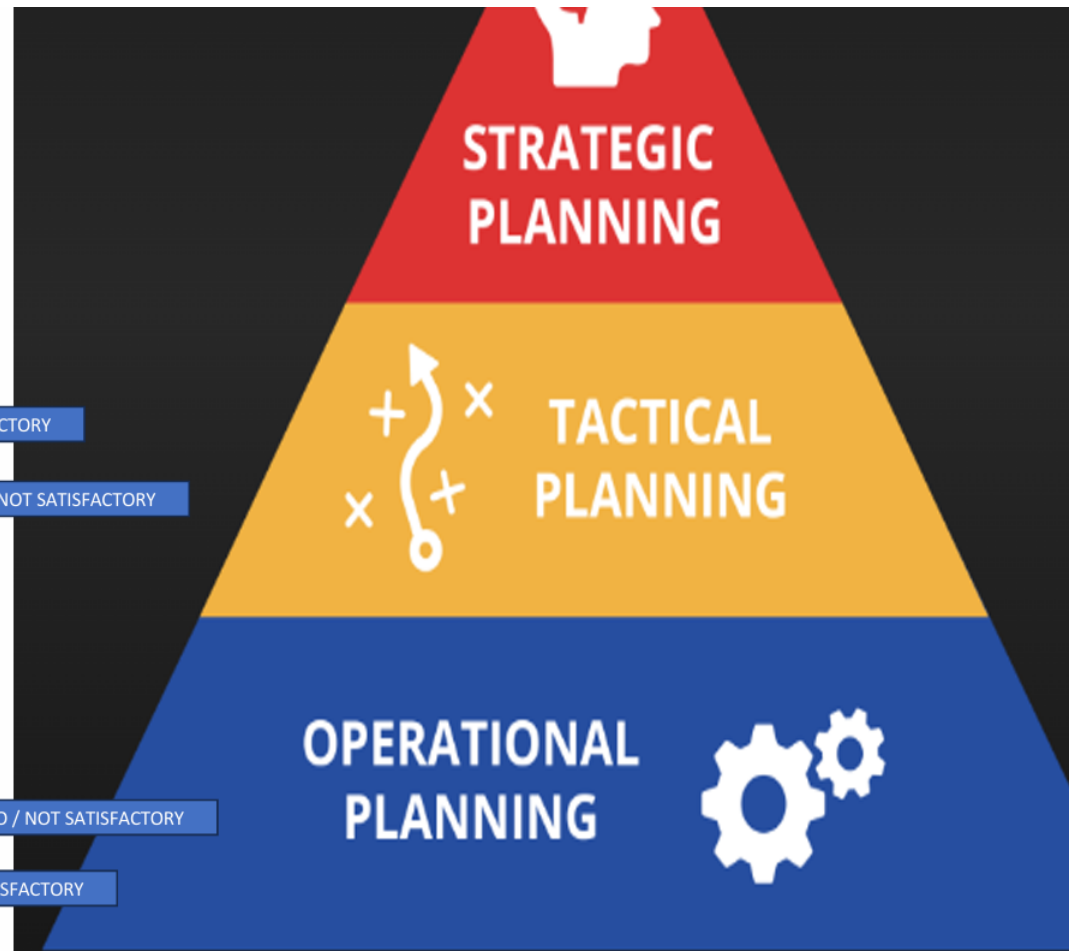 STRATEGIC
PLANNING
CTORY
TACTICAL
PLANNING
NOT SATISFACTORY
OPERATIONAL
PLANNING
/ NOT SATISFACTORY
SFACTORY